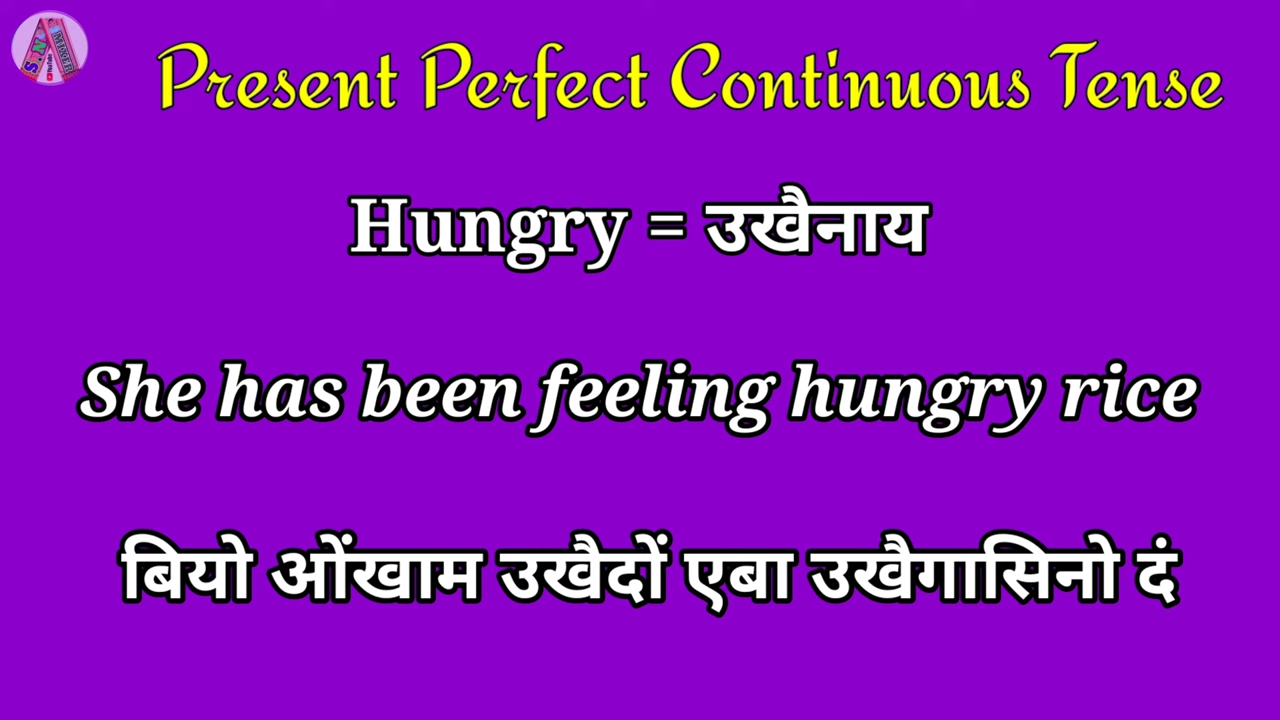 Present Perfect Continuous Tense
Hungry = उखैनाय
She has been feeling hungry rice
बियो ओंखाम उखैदों एबा उखैगासिनो दं